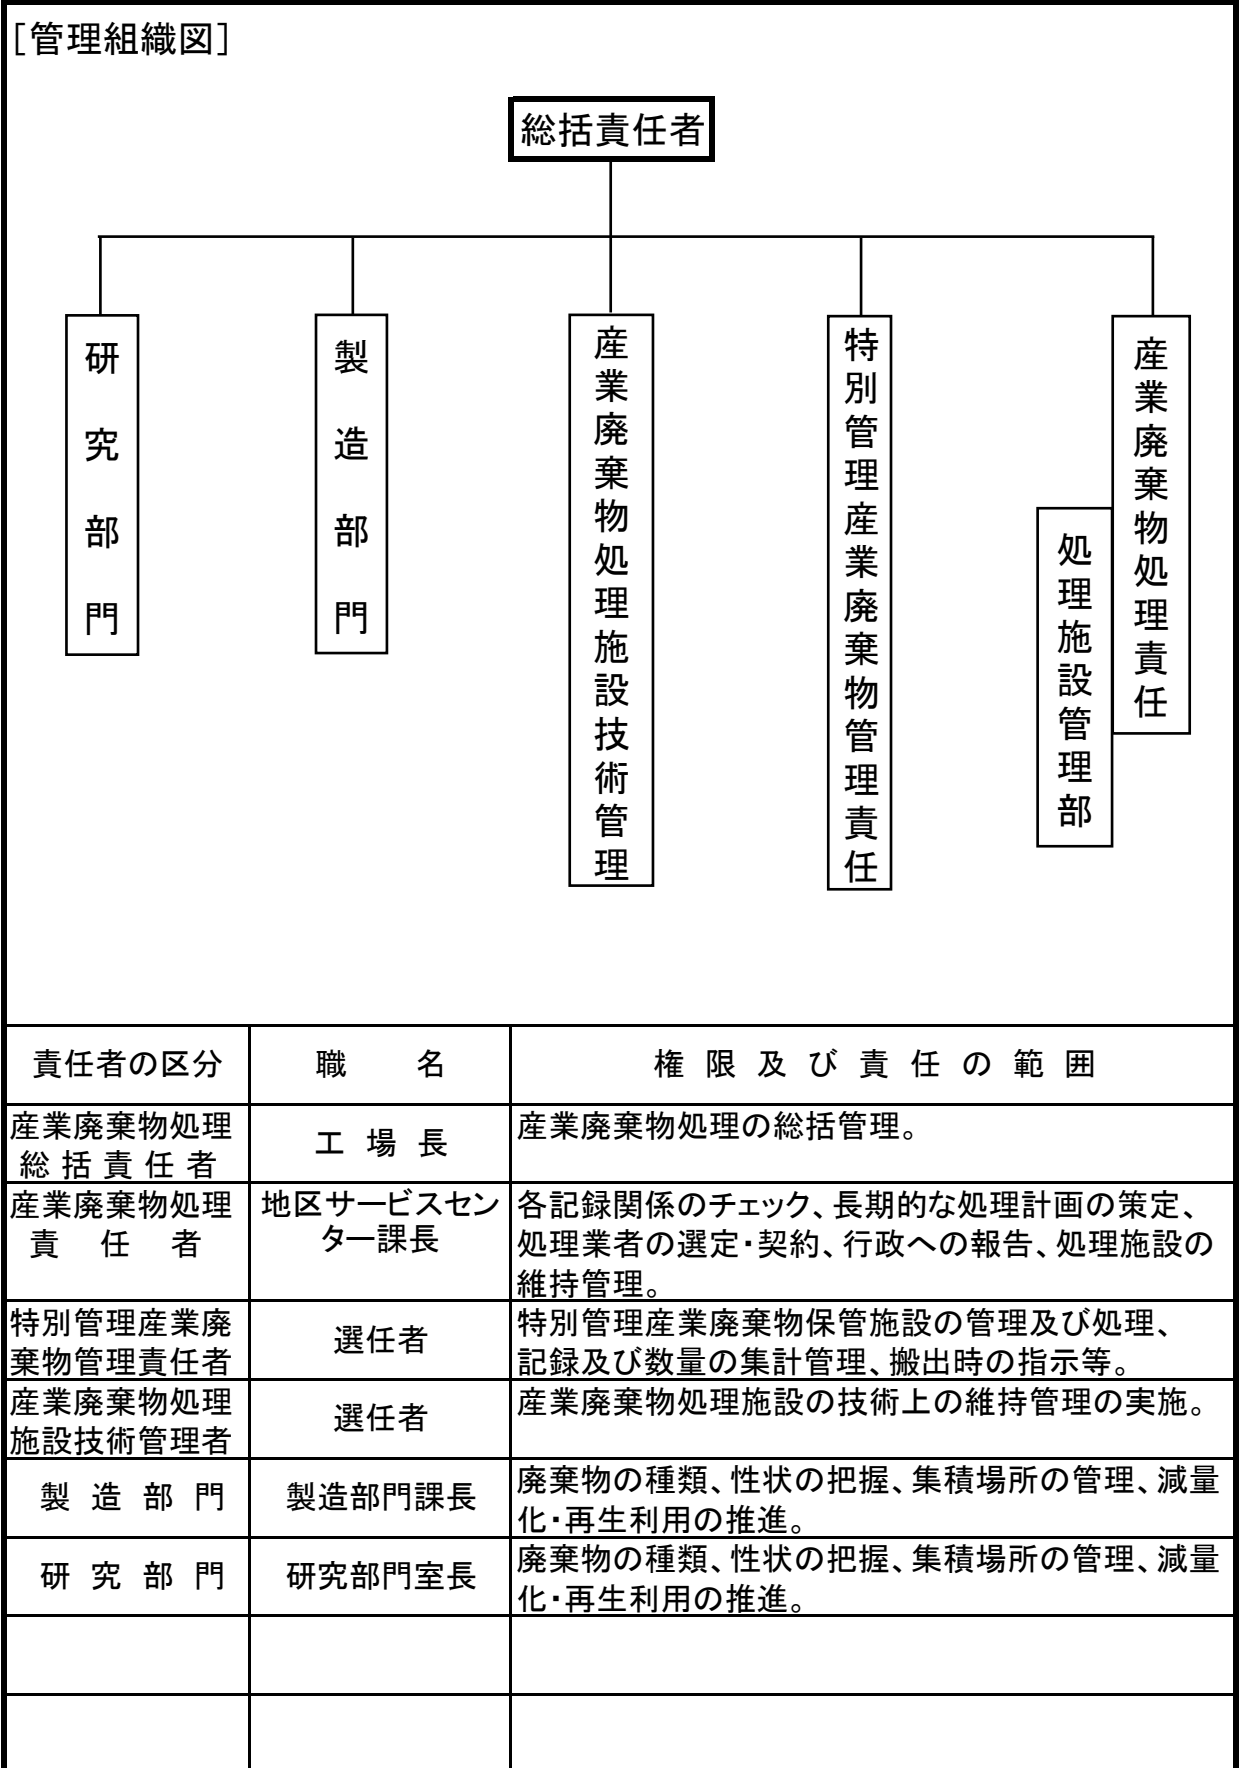 ［管理組織図］
総括責任者
研究部門
製造部門
産業廃棄物処理施設技術管理
特別管理産業廃棄物管理責任
処理施設管理部
産業廃棄物処理責任
責任者の区分 職名 権限及び責任の範囲
産業廃棄物処理
総括責任者
工場長
産業廃棄物処理の総括管理。
産業廃棄物処理
責任者
地区サービスセン
ター課長
各記録関係のチェック、長期的な処理計画の策定、
処理業者の選定・契約、行政への報告、処理施設の
維持管理。
特別管理産業廃
棄物管理責任者
選任者
特別管理産業廃棄物保管施設の管理及び処理、
記録及び数量の集計管理、搬出時の指示等。
産業廃棄物処理
施設技術管理者
選任者
産業廃棄物処理施設の技術上の維持管理の実施。
製造部門
製造部門課長
廃棄物の種類、性状の把握、集積場所の管理、減量
化・再生利用の推進。
研究部門
研究部門室長
廃棄物の種類、性状の把握、集積場所の管理、減量
化・再生利用の推進。